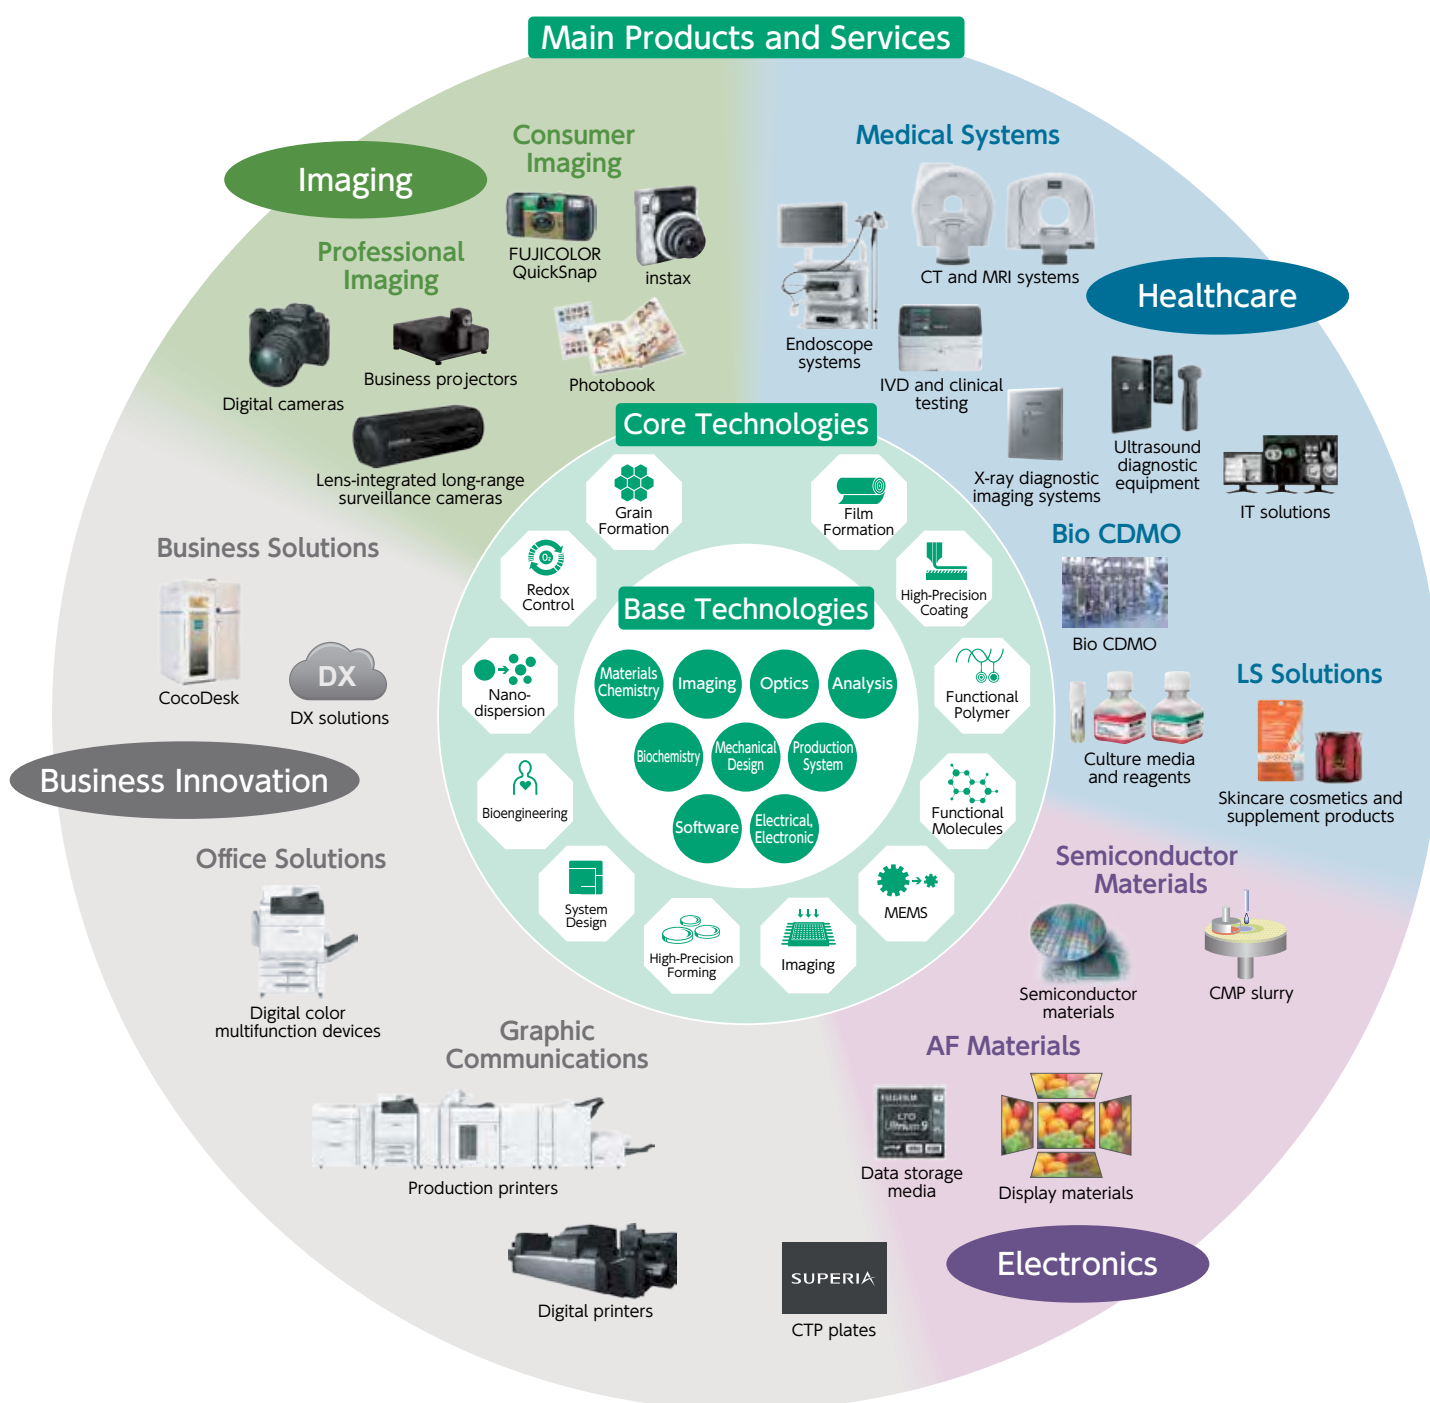 Main Products and Services
Imaging
Consumer
Imaging
FUJICOLOR
QuickSnap
instax
Photobook
Professional
Imaging
Digital cameras
Business projectors
Lens-integrated long-range
surveillance cameras
Medical Systems
Healthcare
Endoscope
systems
CT and MRI systems
IVD and clinical
testing
X-ray diagnostic
imaging systems
Ultrasound
diagnostic
equipment
IT solutions
Bio CDMO
Bio CDMO
Culture media
and reagents
LS Solutions
Skincare cosmetics and
supplement products
Core Technologies
Grain
Formation
Film
Formation
Redox
Control
O2
High-Precision
Coating
Nano-
dispersion
Functional
Polymer
Bioengineering
Functional
Molecules
System
Design
MEMS
High-Precision
Forming
Imaging
Base Technologies
Materials
Chemistry
Imaging
Optics
Analysis
Biochemistry
Mechanical
Design
Production
System
Software
Electrical,
Electronic
Business Solutions
CocoDesk
DX
DX solutions
Business Innovation
Office Solutions
Digital color
multifunction devices
Graphic
Communications
Production printers
Digital printers
SUPERIA
CTP plates
Semiconductor
Materials
Semiconductor
materials
CMP slurry
AF Materials
FUJIFILM
LTO
Ultrium 9
Data storage
media
Display materials
Electronics